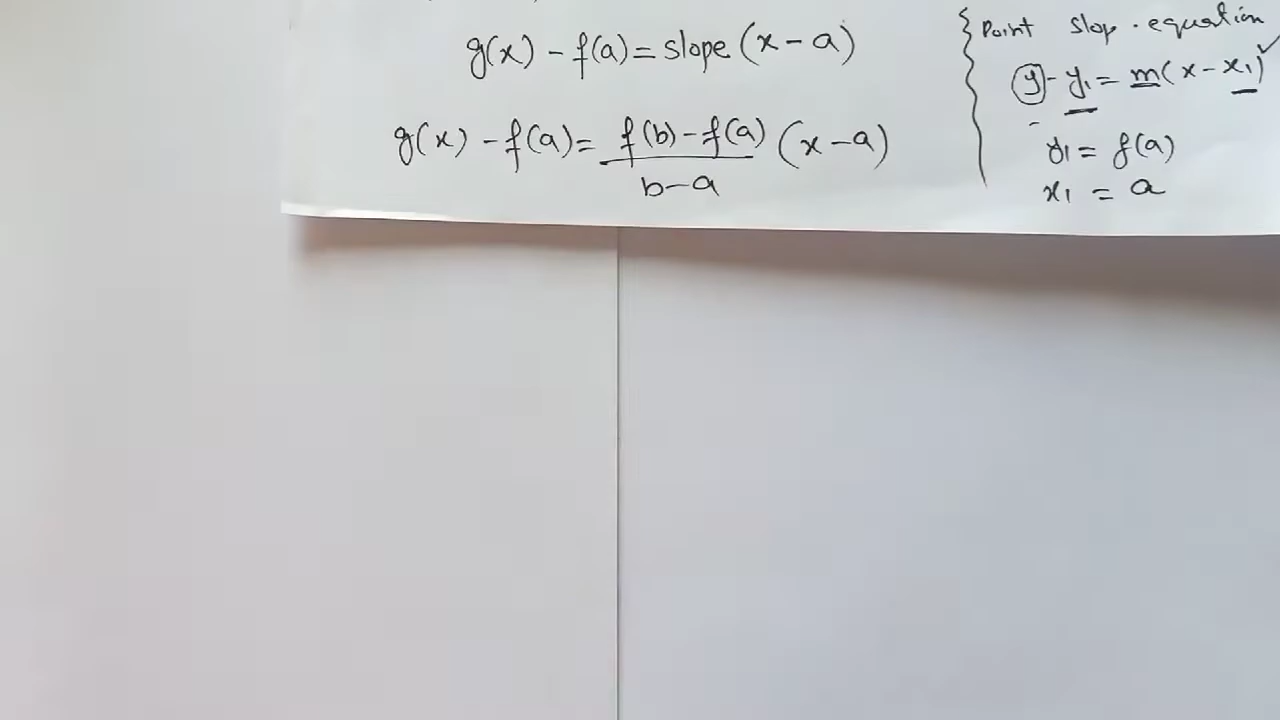 g(x) - f(a) = slope (x - a)
g(x) - f(a) = f(b) - f(a) / b - a (x - a)
{ Point Slop. equation
y - y₁ = m(x - x₁) ✓
y₁ = f(a)
x₁ = a